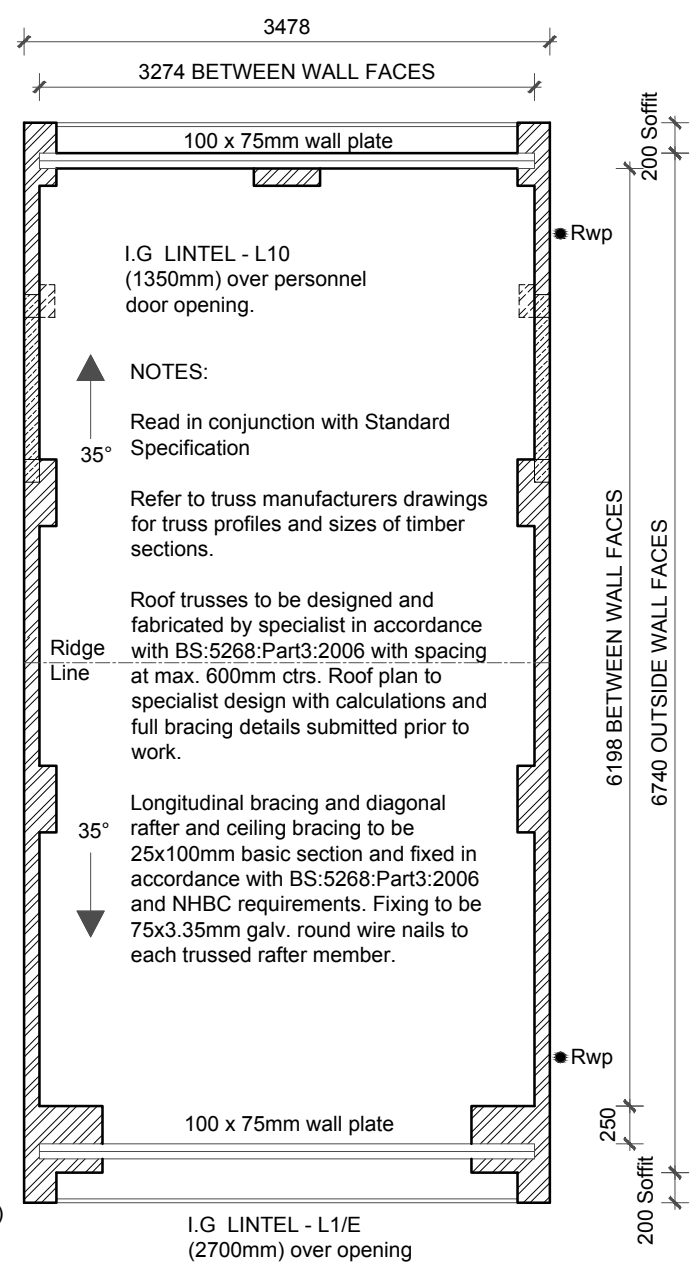 3478
3274 BETWEEN WALL FACES
200 Soffit
100 x 75mm wall plate
Rwp
I.G LINTEL - L10
(1350mm) over personnel
door opening.
NOTES:
Read in conjunction with Standard
Specification
35°
Refer to truss manufacturers drawings
for truss profiles and sizes of timber
sections.
Roof trusses to be designed and
fabricated by specialist in accordance
with BS:5268:Part3:2006 with spacing
at max. 600mm ctrs. Roof plan to
specialist design with calculations and
full bracing details submitted prior to
work.
Ridge
Line
6198 BETWEEN WALL FACES
6740 OUTSIDE WALL FACES
Longitudinal bracing and diagonal
rafter and ceiling bracing to be
25x100mm basic section and fixed in
accordance with BS:5268:Part3:2006
and NHBC requirements. Fixing to be
75x3.35mm galv. round wire nails to
each trussed rafter member.
35°
Rwp
100 x 75mm wall plate
250
200 Soffit
)
I.G LINTEL - L1/E
(2700mm) over opening